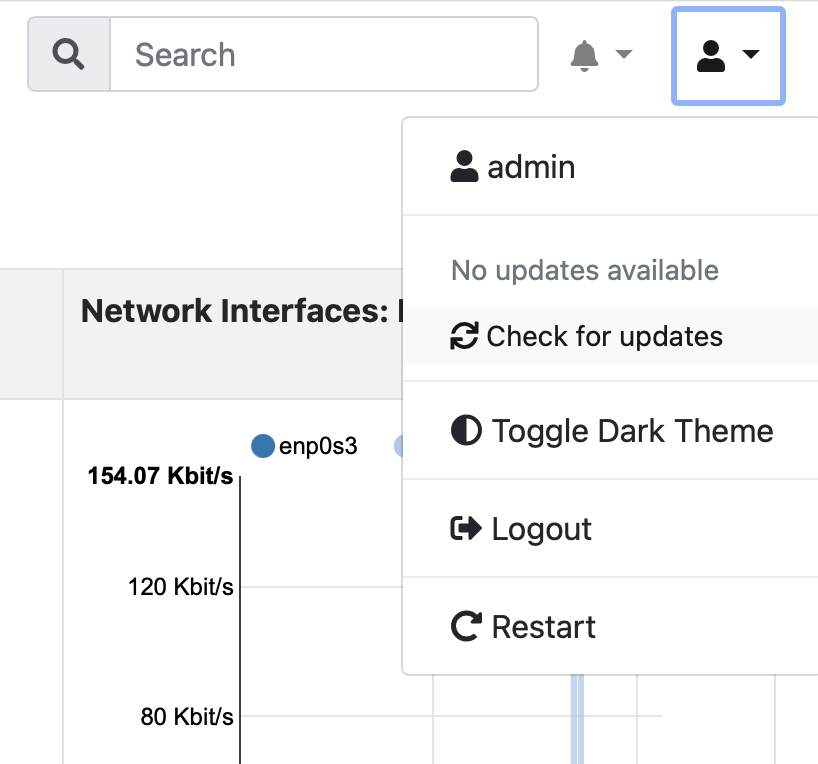 Search
admin
No updates available
Check for updates
Toggle Dark Theme
Logout
Restart
Network Interfaces:
enp0s3
154.07 Kbit/s
120 Kbit/s
80 Kbit/s